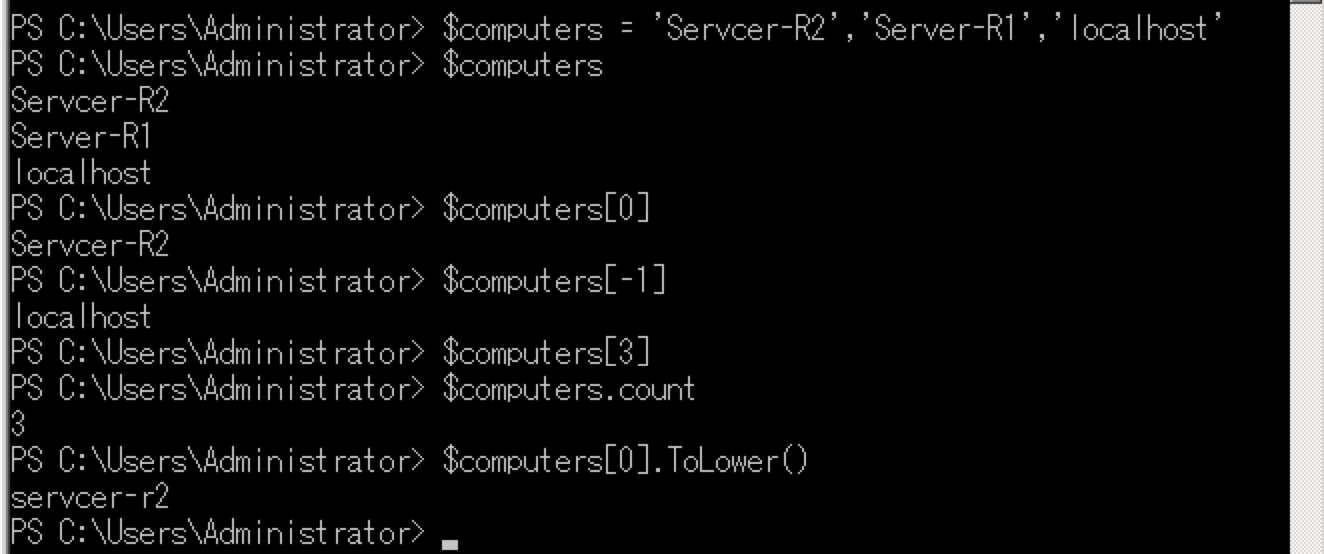 PS C:\Users\Administrator> $computers = 'Servcer-R2','Server-R1','localhost'
PS C:\Users\Administrator> $computers
Servcer-R2
Server-R1
localhost
PS C:\Users\Administrator> $computers[0]
Servcer-R2
PS C:\Users\Administrator> $computers[-1]
localhost
PS C:\Users\Administrator> $computers[3]
PS C:\Users\Administrator> $computers.count
3
PS C:\Users\Administrator> $computers[0].ToLower()
servcer-r2
PS C:\Users\Administrator>